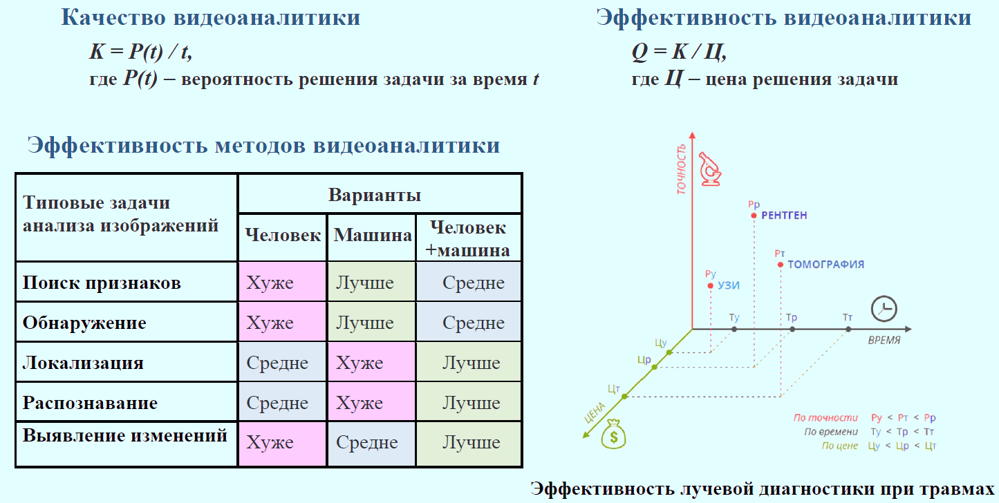 Качество видеоаналитики
K = P(t) / t,
где P(t) – вероятность решения задачи за время t
Эффективность видеоаналитики
Q = K / Ц,
где Ц – цена решения задачи
Эффективность методов видеоаналитики
Типовые задачи
анализа изображений
Варианты
Человек
Машина
Человек
+машина
Поиск признаков
Хуже
Лучше
Средне
Обнаружение
Хуже
Лучше
Средне
Локализация
Средне
Хуже
Лучше
Распознавание
Средне
Хуже
Лучше
Выявление изменений
Хуже
Средне
Лучше
ТОЧНОСТЬ
Рр
РЕНТГЕН
Рт
ТОМОГРАФИЯ
Ру
УЗИ
Ту
Тр
Тт
ВРЕМЯ
Цу
Цр
Цт
ЦЕНА
$
По точности Ру < Рт < Рр
По времени Ту < Тр < Тт
По цене Цу < Цр < Цт
Эффективность лучевой диагностики при травмах